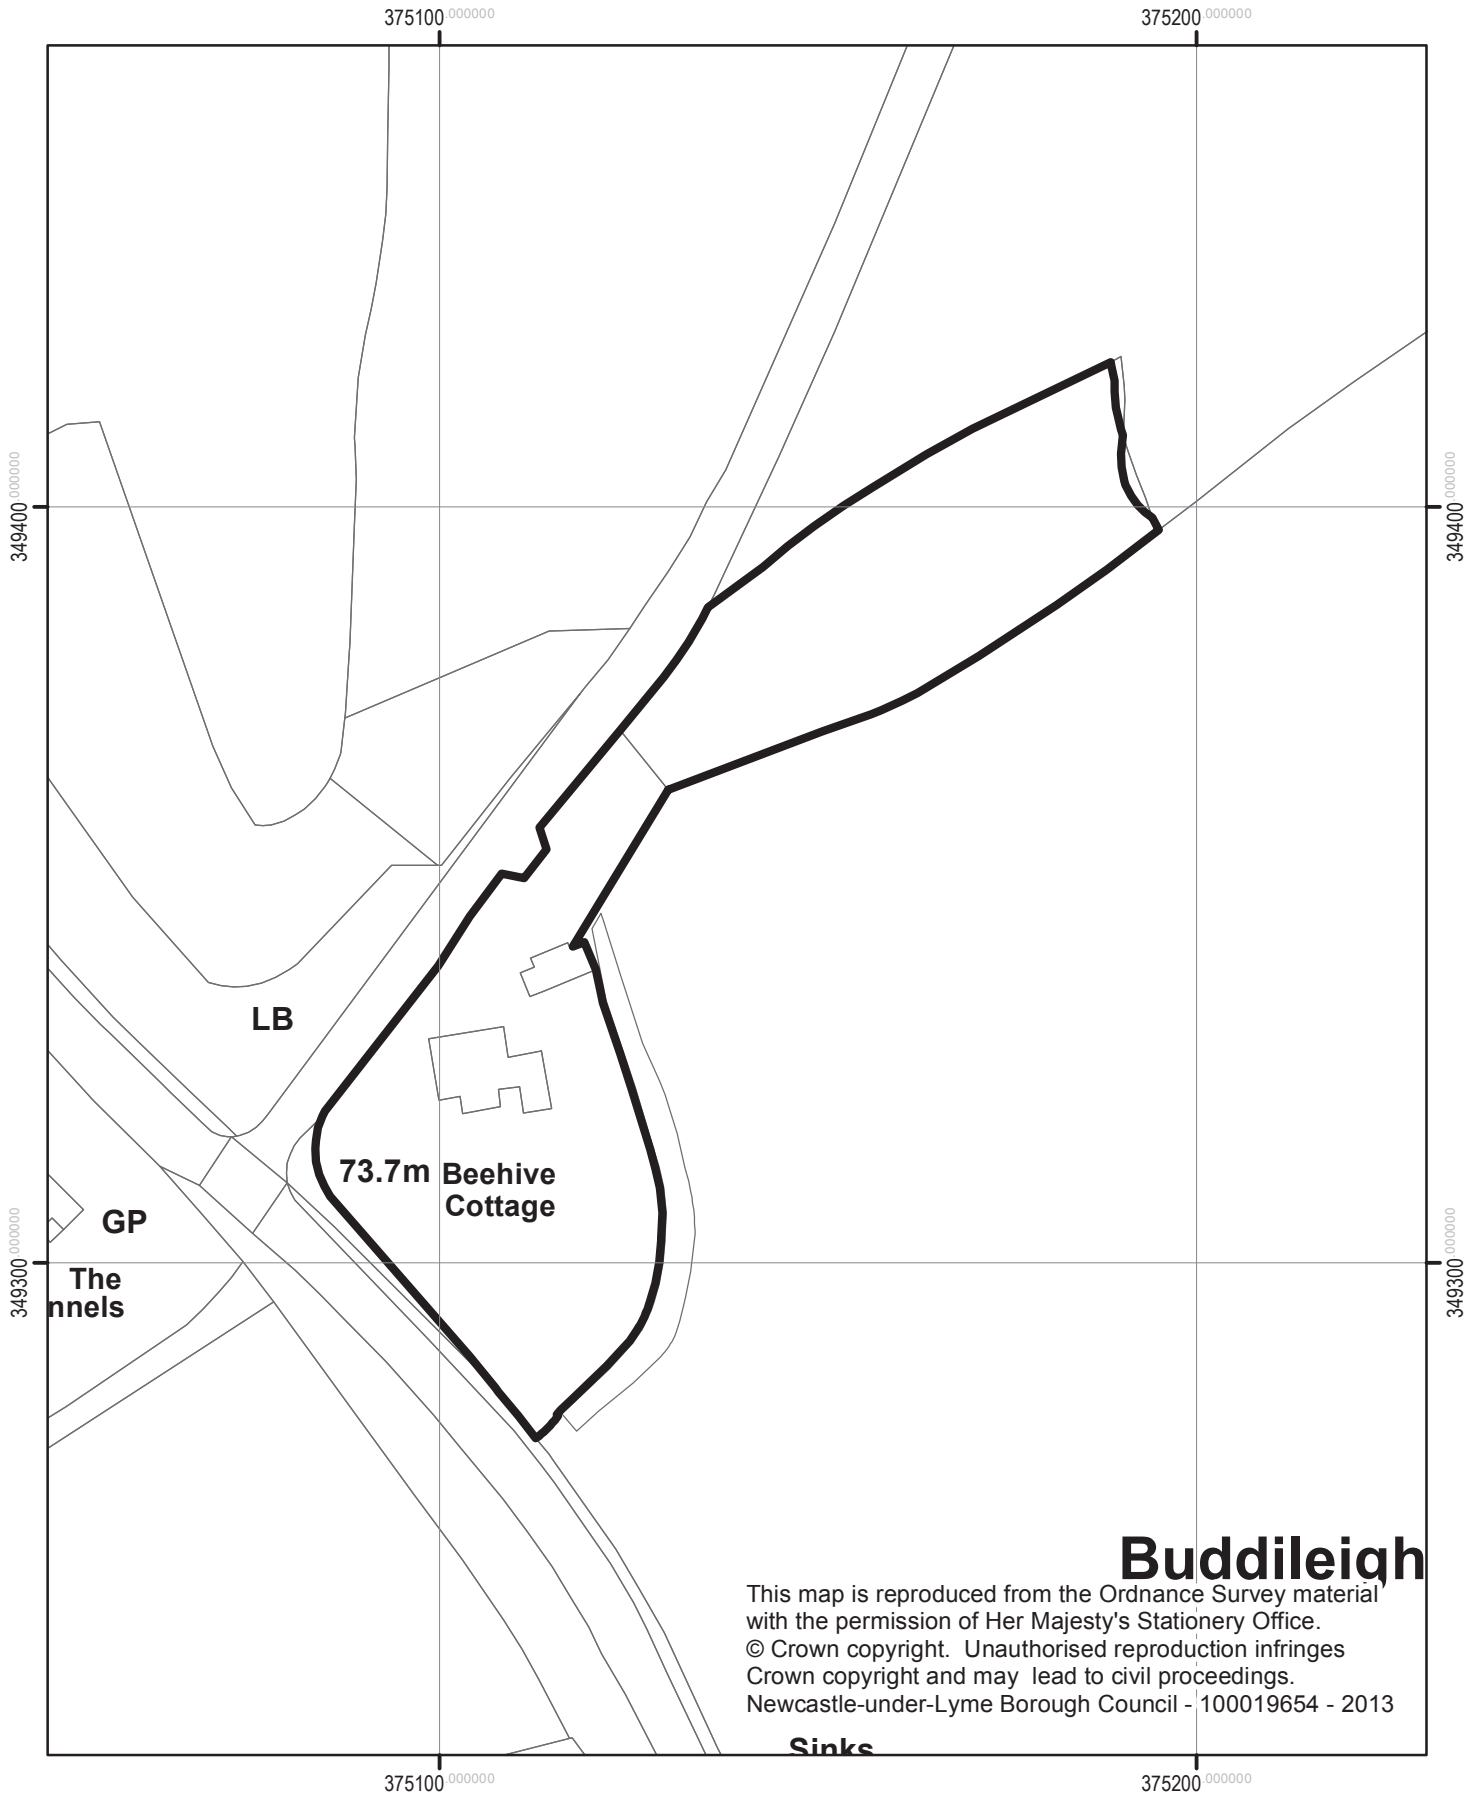 375100.000000
375200.000000
349400.000000
349400.000000
LB
73.7m
Beehive
Cottage
GP
The
nnels
349300.000000
349300.000000
Buddileigh
This map is reproduced from the Ordnance Survey material
with the permission of Her Majesty's Stationery Office.
© Crown copyright. Unauthorised reproduction infringes
Crown copyright and may lead to civil proceedings.
Newcastle-under-Lyme Borough Council - 100019654 - 2013
Sinks
375100.000000
375200.000000